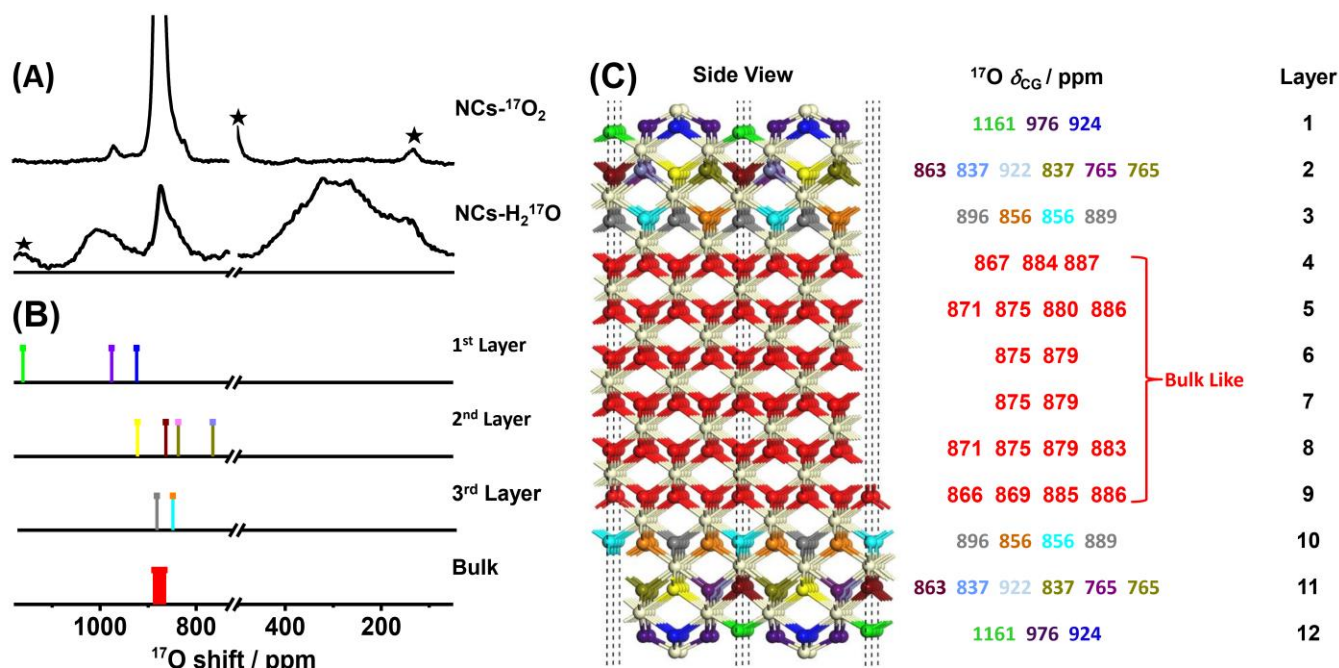 (A)
NCs-¹⁷O₂
NCs-H₂¹⁷O
(B)
1ˢᵗ Layer
2ⁿᵈ Layer
3ʳᵈ Layer
Bulk
1000 800 400 200
¹⁷O shift / ppm
(C) Side View ¹⁷O δCG / ppm Layer
1161 976 924 1
863 837 922 837 765 765 2
896 856 856 889 3
867 884 887 4
871 875 880 886 5
875 879 6
Bulk Like
875 879 7
871 875 879 883 8
866 869 885 886 9
896 856 856 889 10
863 837 922 837 765 765 11
1161 976 924 12